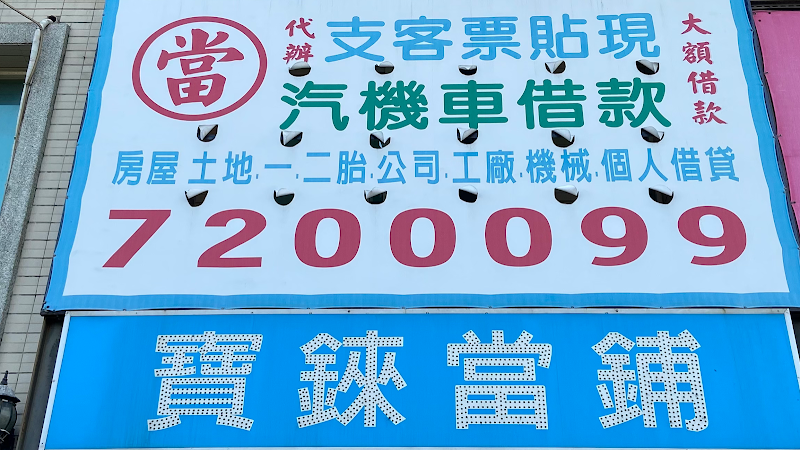 當
代辦
支客票貼現
大額借款
汽機車借款
房屋.土地.一.二胎.公司.工廠.機械.個人借貸
7200099
寶錸當鋪